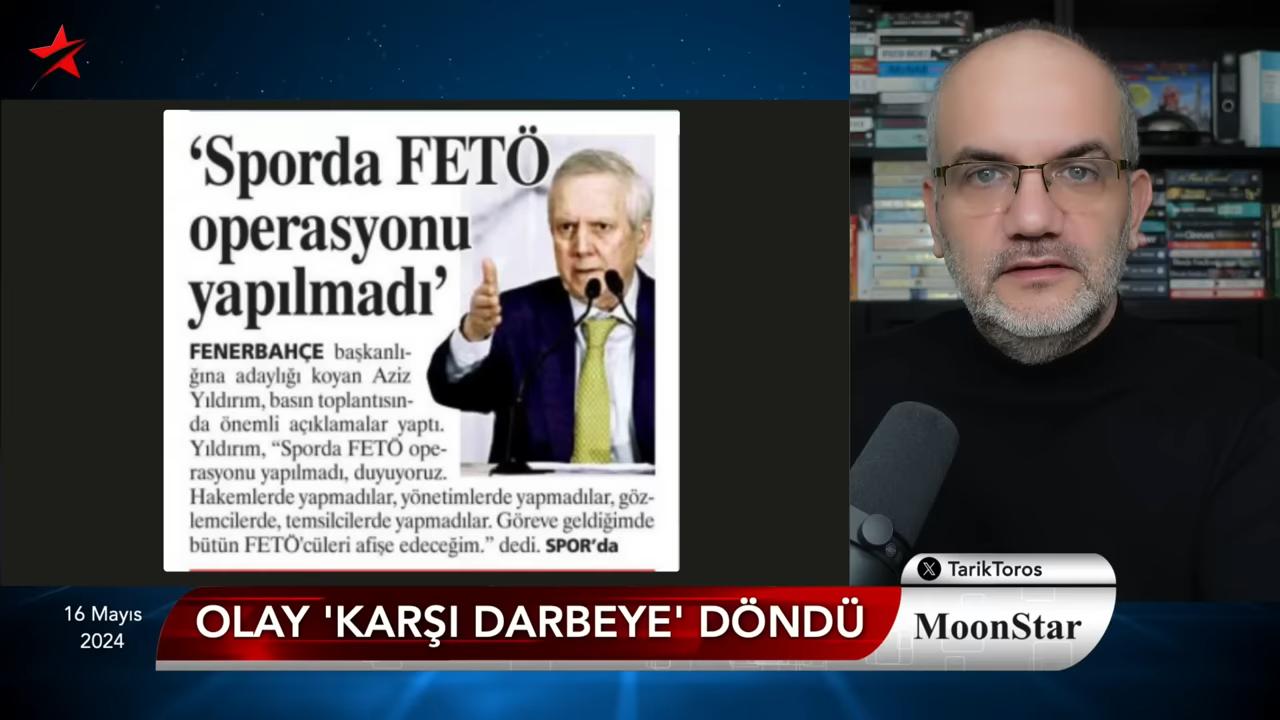 'Sporda FETÖ
operasyonu
yapılmadı'
FENERBAHÇE başkanlı-
ğına adaylığı koyan Aziz
Yıldırım, basın toplantısın-
da önemli açıklamalar yaptı.
Yıldırım, “Sporda FETÖ ope-
rasyonu yapılmadı, duyuyoruz.
Hakemlerde yapmadılar, yönetimlerde yapmadılar, göz-
lemcilerde, temsilcilerde yapmadılar. Göreve geldiğimde
bütün FETÖ'cüleri afişe edeceğim.” dedi. SPOR'da
TarikToros
MoonStar
16 Mayıs
2024
OLAY 'KARŞI DARBEYE' DÖNDÜ